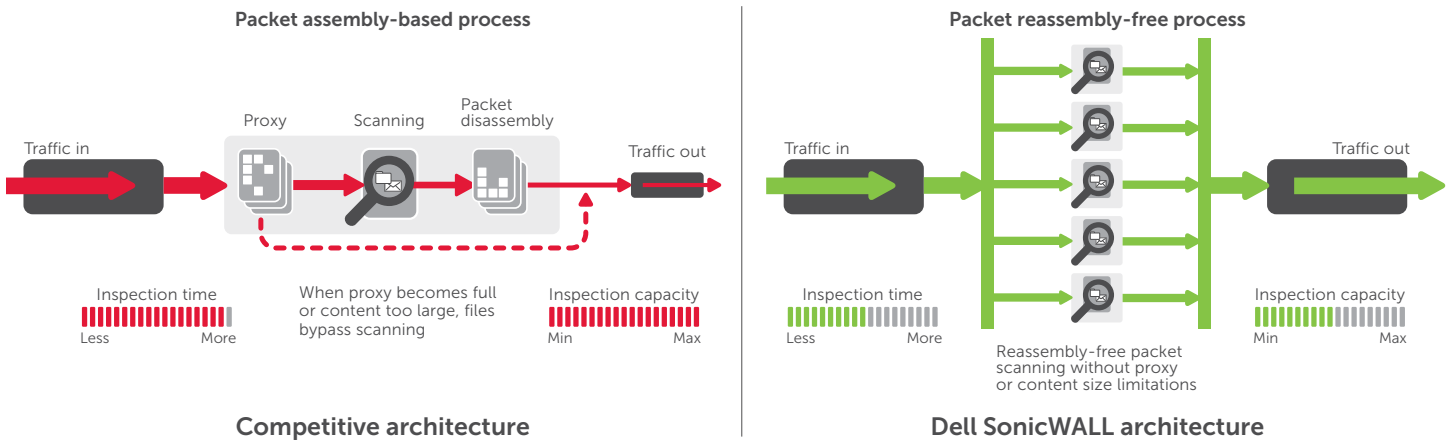 Packet assembly-based process
Proxy
Scanning
Packet
disassembly
Traffic in
Traffic out
Inspection time
Less More
When proxy becomes full
or content too large, files
bypass scanning
Inspection capacity
Min Max
Competitive architecture
Packet reassembly-free process
Traffic in
Traffic out
Inspection time
Less More
Reassembly-free packet
scanning without proxy
or content size limitations
Inspection capacity
Min Max
Dell SonicWALL architecture